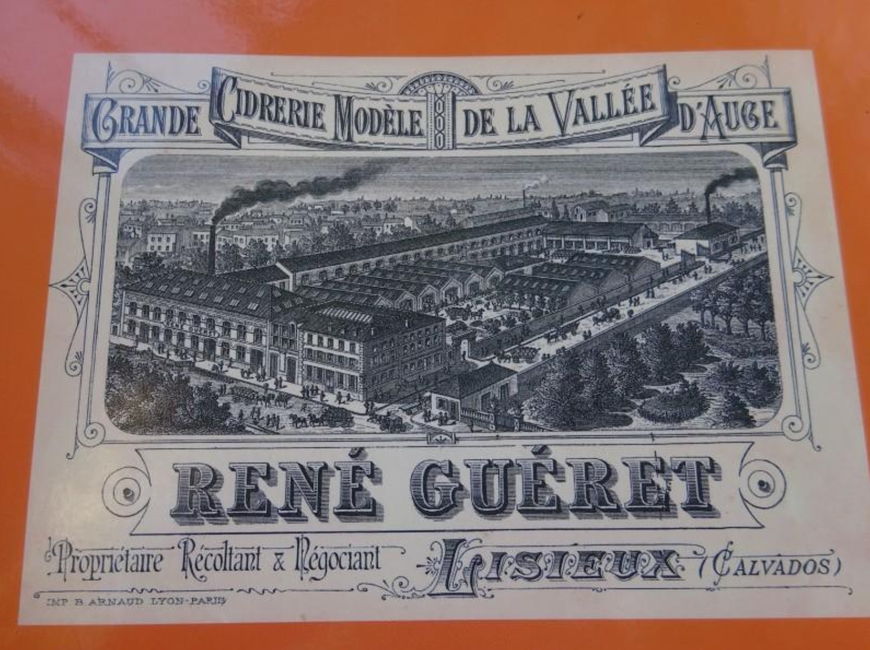 GRANDE CIDRERIE MODÈLE DE LA VALLÉE D'AUGE
RENÉ GUÉRET
Propriétaire Récoltant & Négociant LISIEUX (CALVADOS)
IMP. B. ARNAUD LYON-PARIS